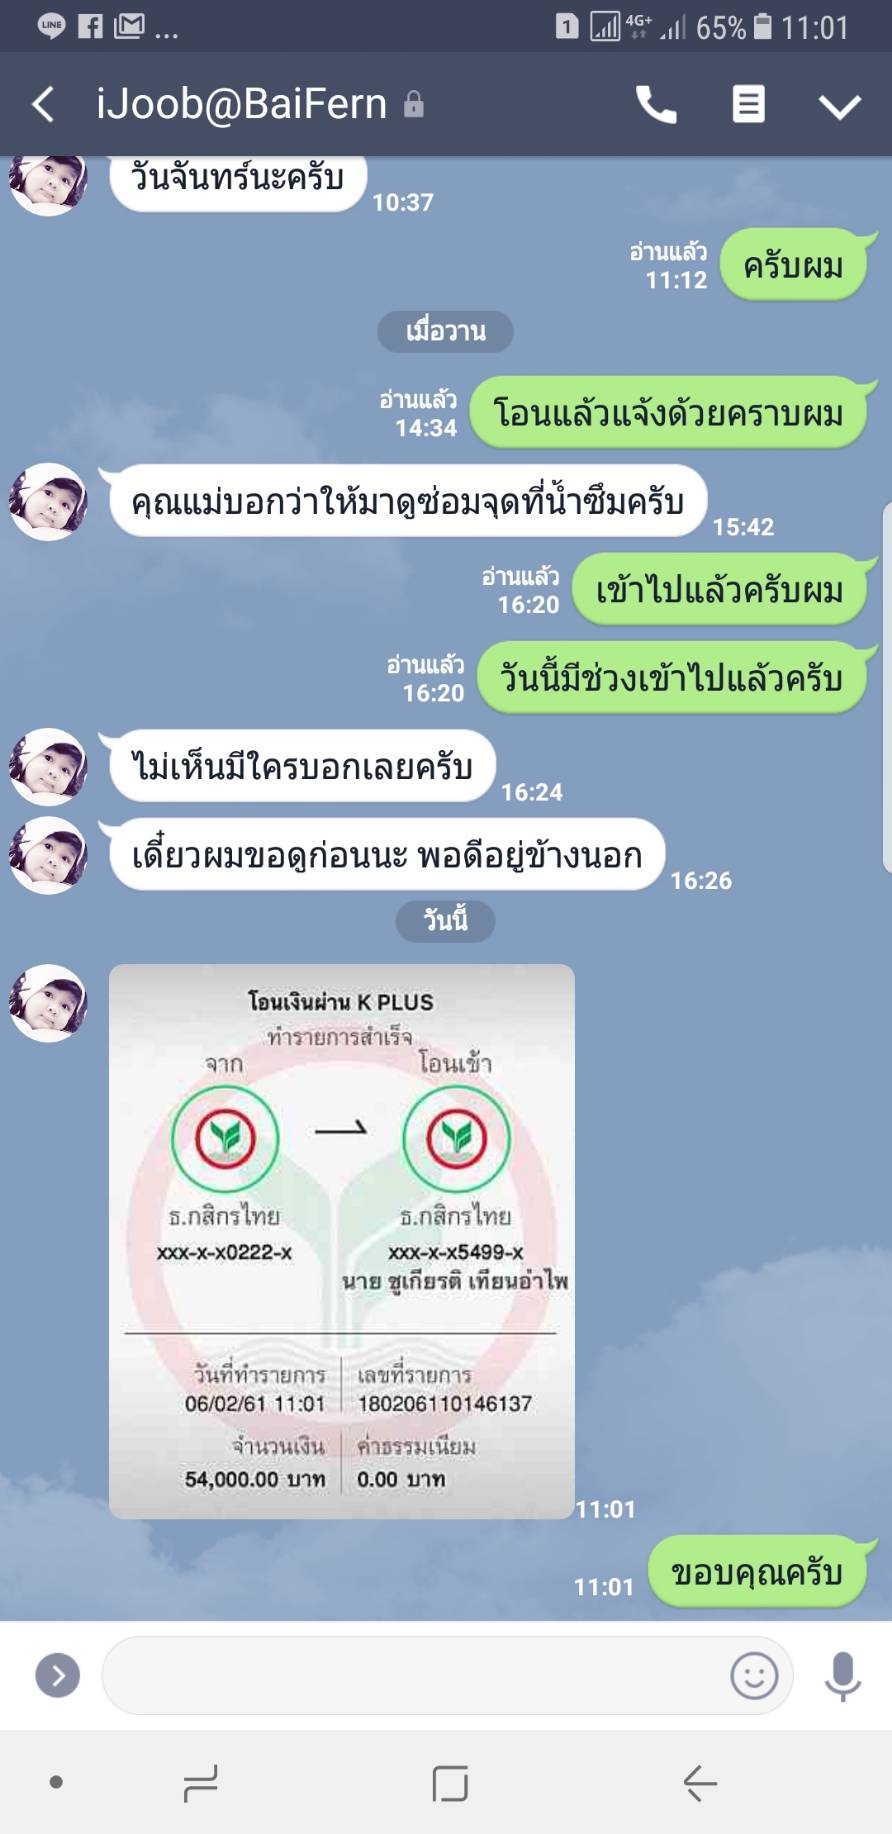 LINE
1 4G+ 65% 11:01
iJoob@BaiFern
วันจันทร์นะครับ
10:37
อ่านแล้ว
11:12
ครับผม
เมื่อวาน
อ่านแล้ว
14:34
โอนแล้วแจ้งด้วยคราบผม
คุณแม่บอกว่าให้มาดูซ่อมจุดที่น้ำซึมครับ
15:42
อ่านแล้ว
16:20
เข้าไปแล้วครับผม
อ่านแล้ว
16:20
วันนี้มีช่วงเข้าไปแล้วครับ
ไม่เห็นมีใครบอกเลยครับ
16:24
เดี๋ยวผมขอดูก่อนนะ พอดีอยู่ข้างนอก
16:26
วันนี้
โอนเงินผ่าน K PLUS
ทำรายการสำเร็จ
จาก โอนเข้า
ธ.กสิกรไทย ธ.กสิกรไทย
xxx-x-x0222-x xxx-x-x5499-x
นาย ชูเกียรติ เทียนอำไพ
วันที่ทำรายการ เลขที่รายการ
06/02/61 11:01 180206110146137
จำนวนเงิน ค่าธรรมเนียม
54,000.00 บาท 0.00 บาท
11:01
11:01
ขอบคุณครับ